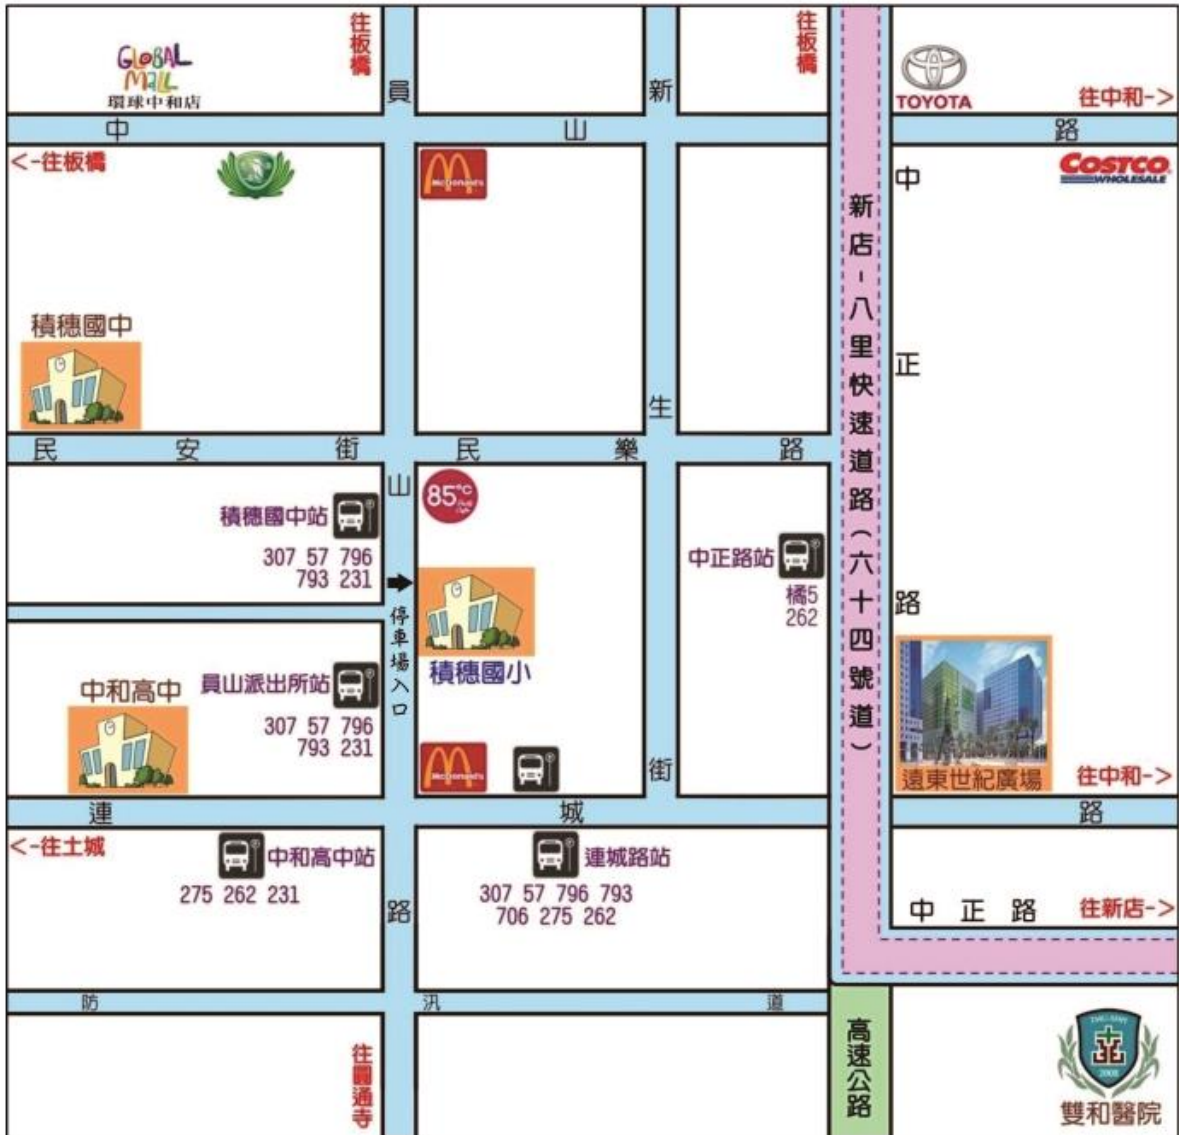 往板橋
往板橋
GLOBAL
MALL
環球中和店
TOYOTA
往中和->
中山路
<-往板橋
McDonald's
COSTCO
WHOLESALE
員山路
新生街
中正路
新店-八里快速道路(六十四號道)
積穗國中
民安街
民樂路
85°C
積穗國中站
307 57 796
793 231
中正路站
橘5
262
停車場入口
積穗國小
中和高中
員山派出所站
307 57 796
793 231
McDonald's
遠東世紀廣場
往中和->
連城路
<-往土城
中和高中站
275 262 231
連城路站
307 57 796 793
706 275 262
中正路
往新店->
防汛道
往圓通寺
高速公路
2008
雙和醫院